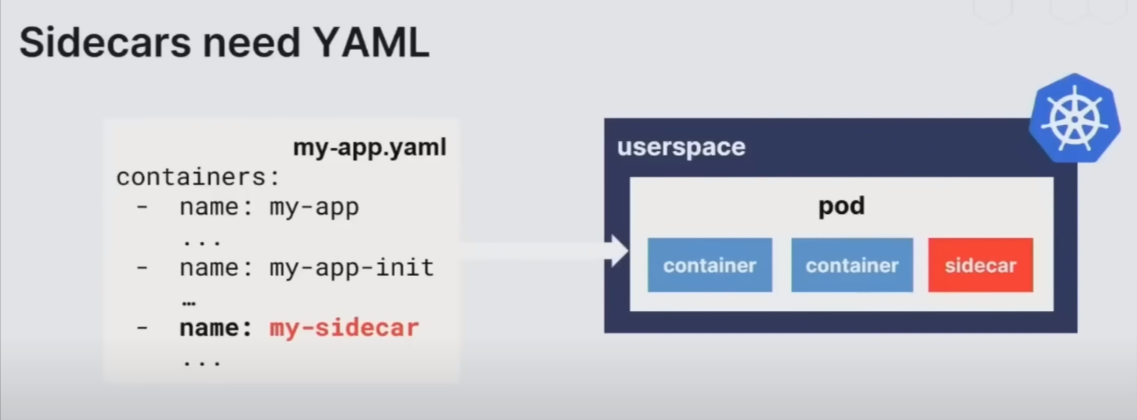 Sidecars need YAML
my-app.yaml
containers:
- name: my-app
...
- name: my-app-init
…
- name: my-sidecar
...
userspace
pod
container
container
sidecar